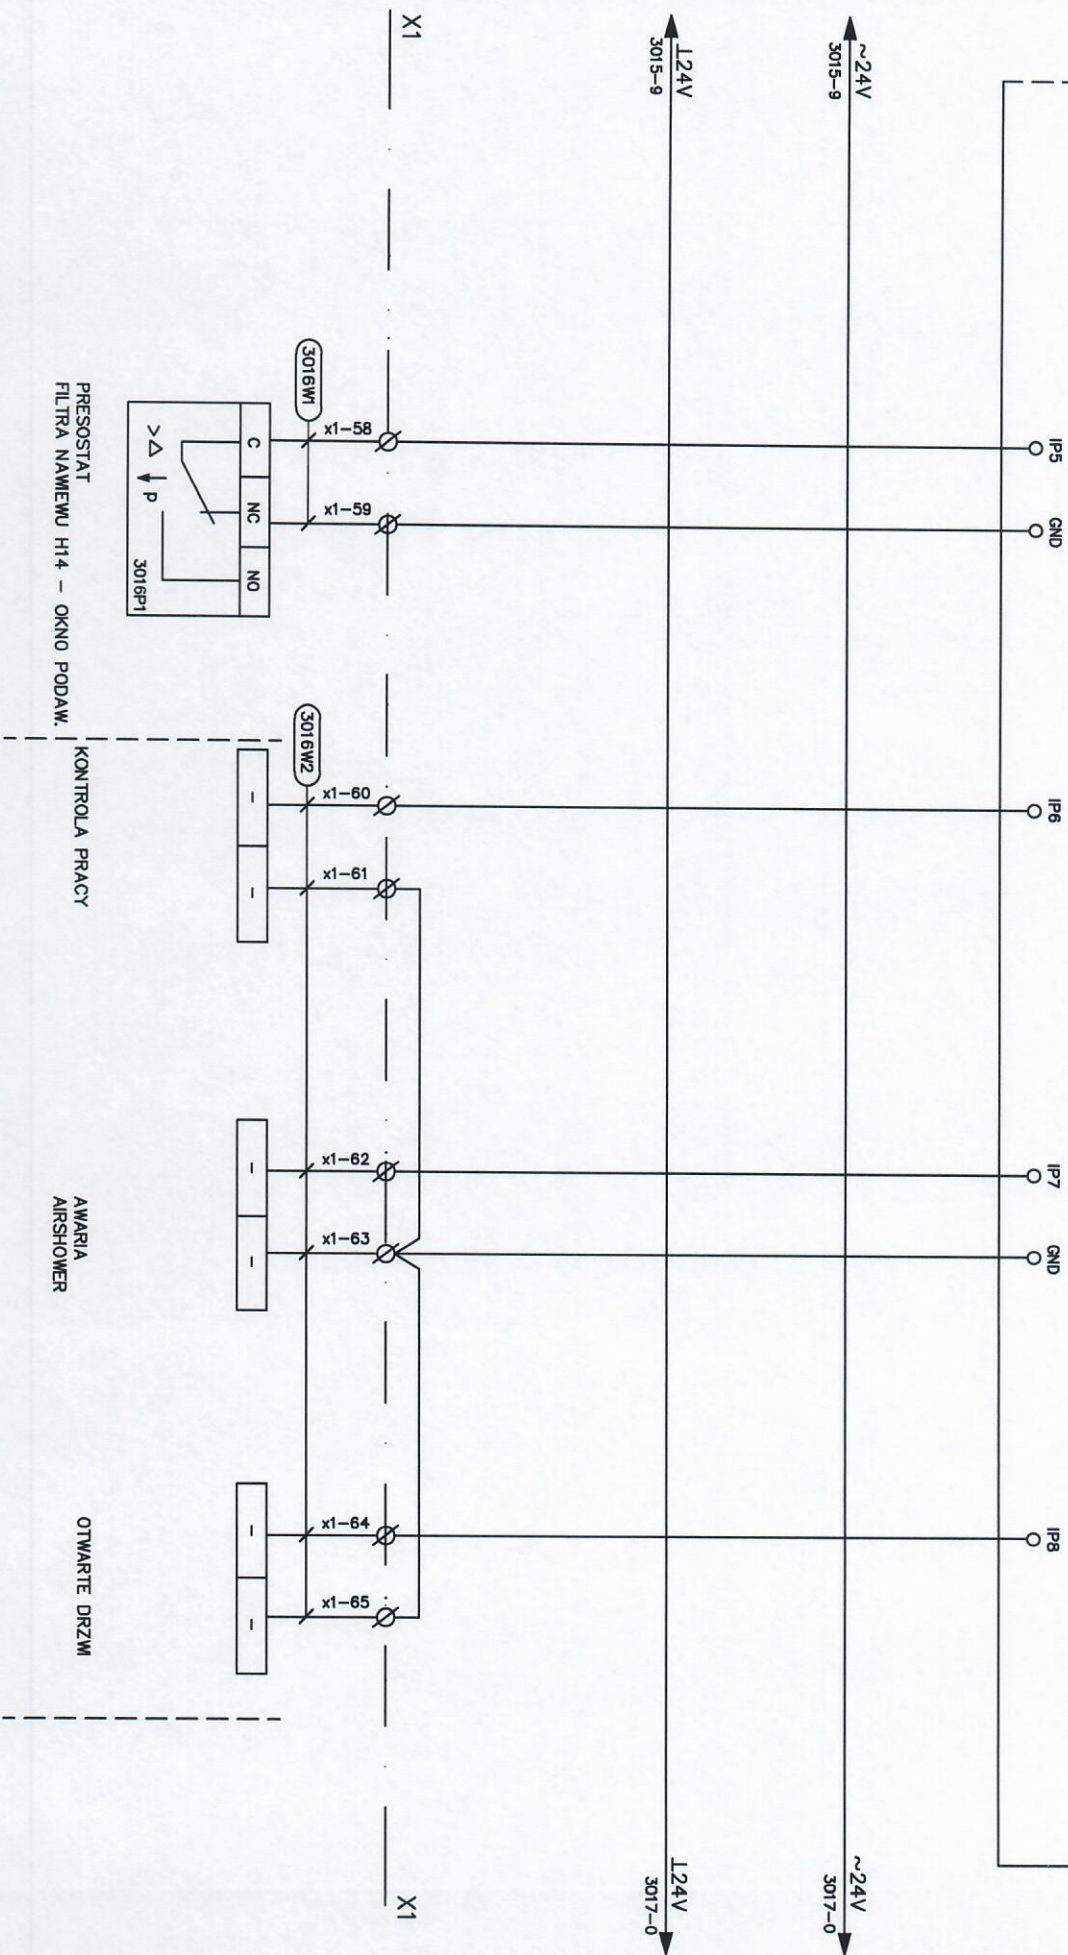 IP5
GND
IP6
IP7
GND
IP8
~24V
3015-9
~24V
3017-0
⊥24V
3015-9
⊥24V
3017-0
X1
X1
x1-58
x1-59
x1-60
x1-61
x1-62
x1-63
x1-64
x1-65
3016W1
3016W2
C
NC
NO
>Δ p
3016P1
-
-
-
-
-
-
PRESOSTAT
FILTRA NAWIEWU H14 - OKNO PODAW.
KONTROLA PRACY
AWARIA
AIRSHOWER
OTWARTE DRZWI